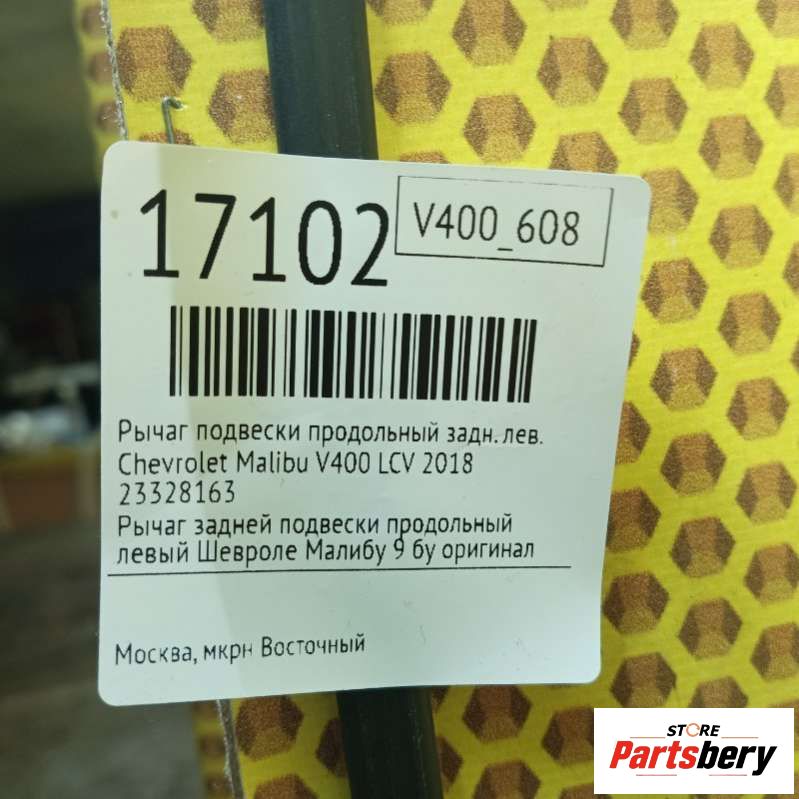 17102
V400_608
Рычаг подвески продольный задн. лев.
Chevrolet Malibu V400 LCV 2018
23328163
Рычаг задней подвески продольный
левый Шевроле Малибу 9 бу оригинал
Москва, мкрн Восточный
STORE
Partsbery